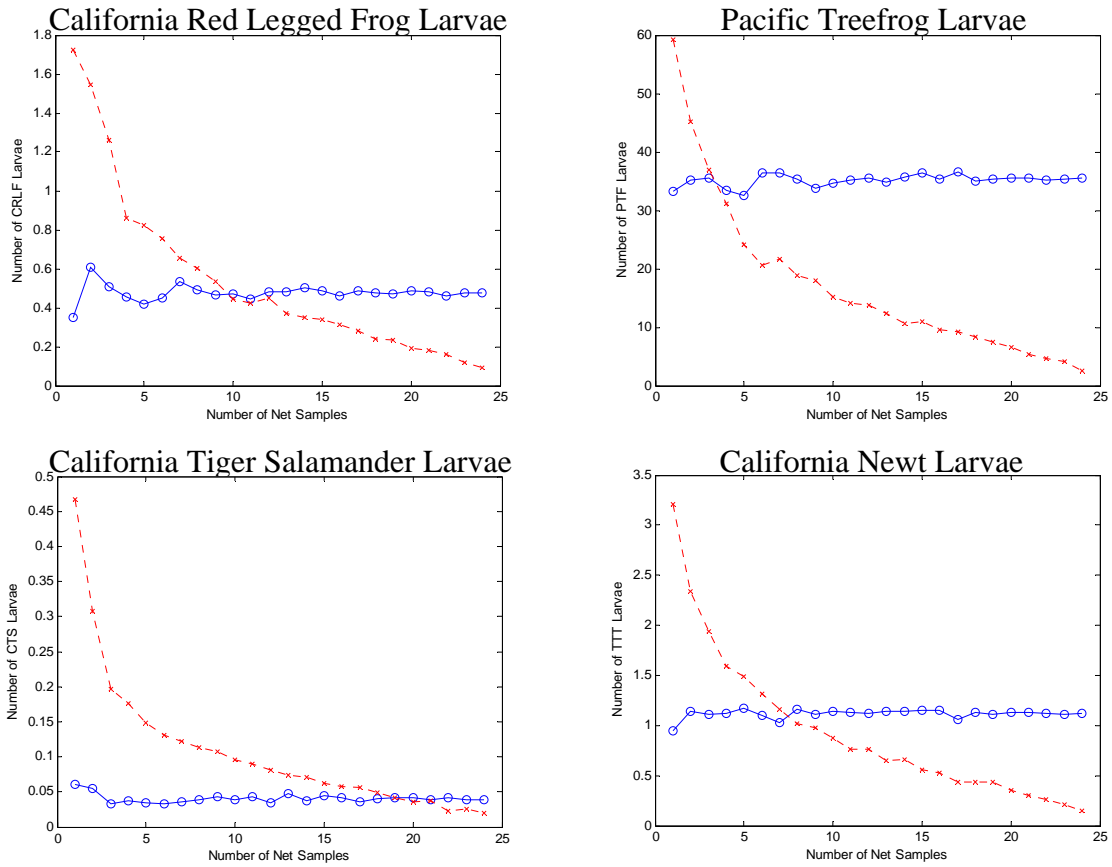 California Red Legged Frog Larvae
1.8
1.6
1.4
1.2
1
0.8
0.6
0.4
0.2
0
Number of CRLF Larvae
0 5 10 15 20 25
Number of Net Samples
Pacific Treefrog Larvae
60
50
40
30
20
10
0
Number of PTF Larvae
0 5 10 15 20 25
Number of Net Samples
California Tiger Salamander Larvae
0.5
0.45
0.4
0.35
0.3
0.25
0.2
0.15
0.1
0.05
0
Number of CTS Larvae
0 5 10 15 20 25
Number of Net Samples
California Newt Larvae
3.5
3
2.5
2
1.5
1
0.5
0
Number of TTT Larvae
0 5 10 15 20 25
Number of Net Samples